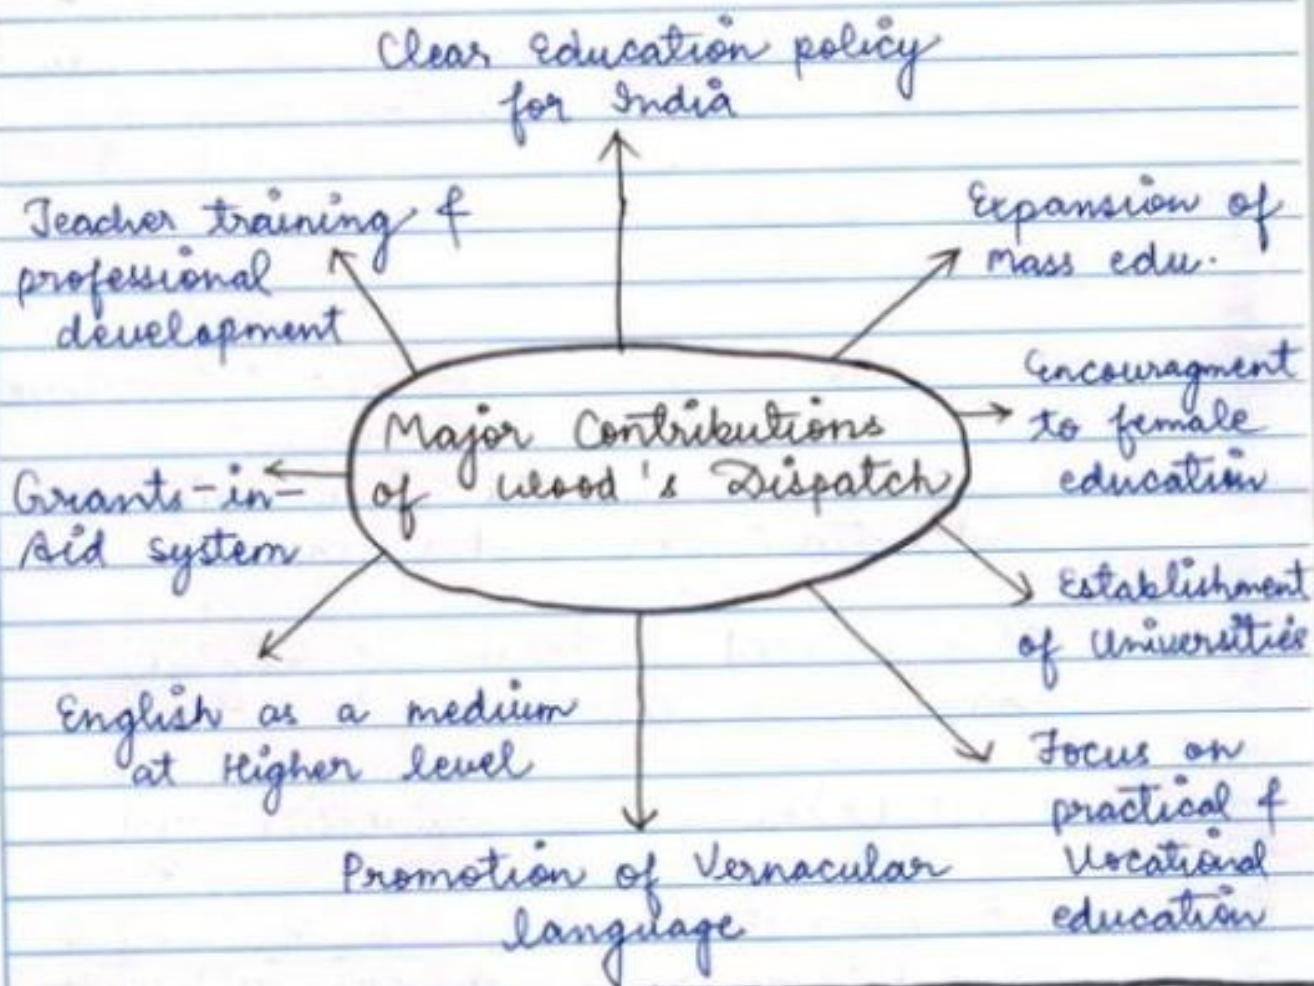 Clear Education policy
for India
Teacher training &
professional
development
Expansion of
Mass edu.
Encouragment
to female
education
Major Contributions
of Wood's Dispatch
Grants-in-
Aid system
Establishment
of Universities
English as a medium
at Higher level
Focus on
practical &
Vocational
education
Promotion of Vernacular
language